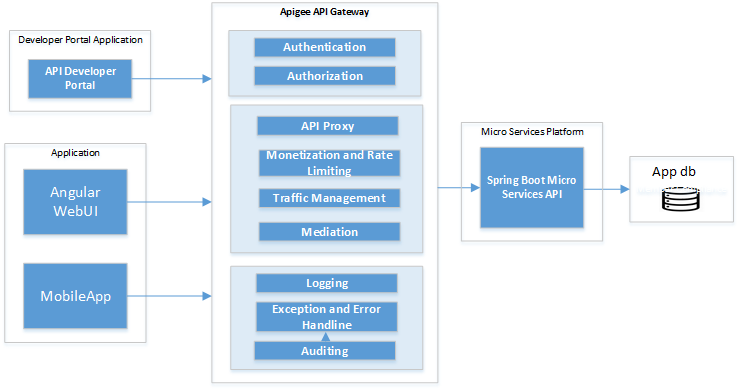 Developer Portal Application
API Developer
Portal
Application
Angular
WebUI
MobileApp
Apigee API Gateway
Authentication
Authorization
API Proxy
Monetization and Rate
Limiting
Traffic Management
Mediation
Logging
Exception and Error
Handline
Auditing
Micro Services Platform
Spring Boot Micro
Services API
App db